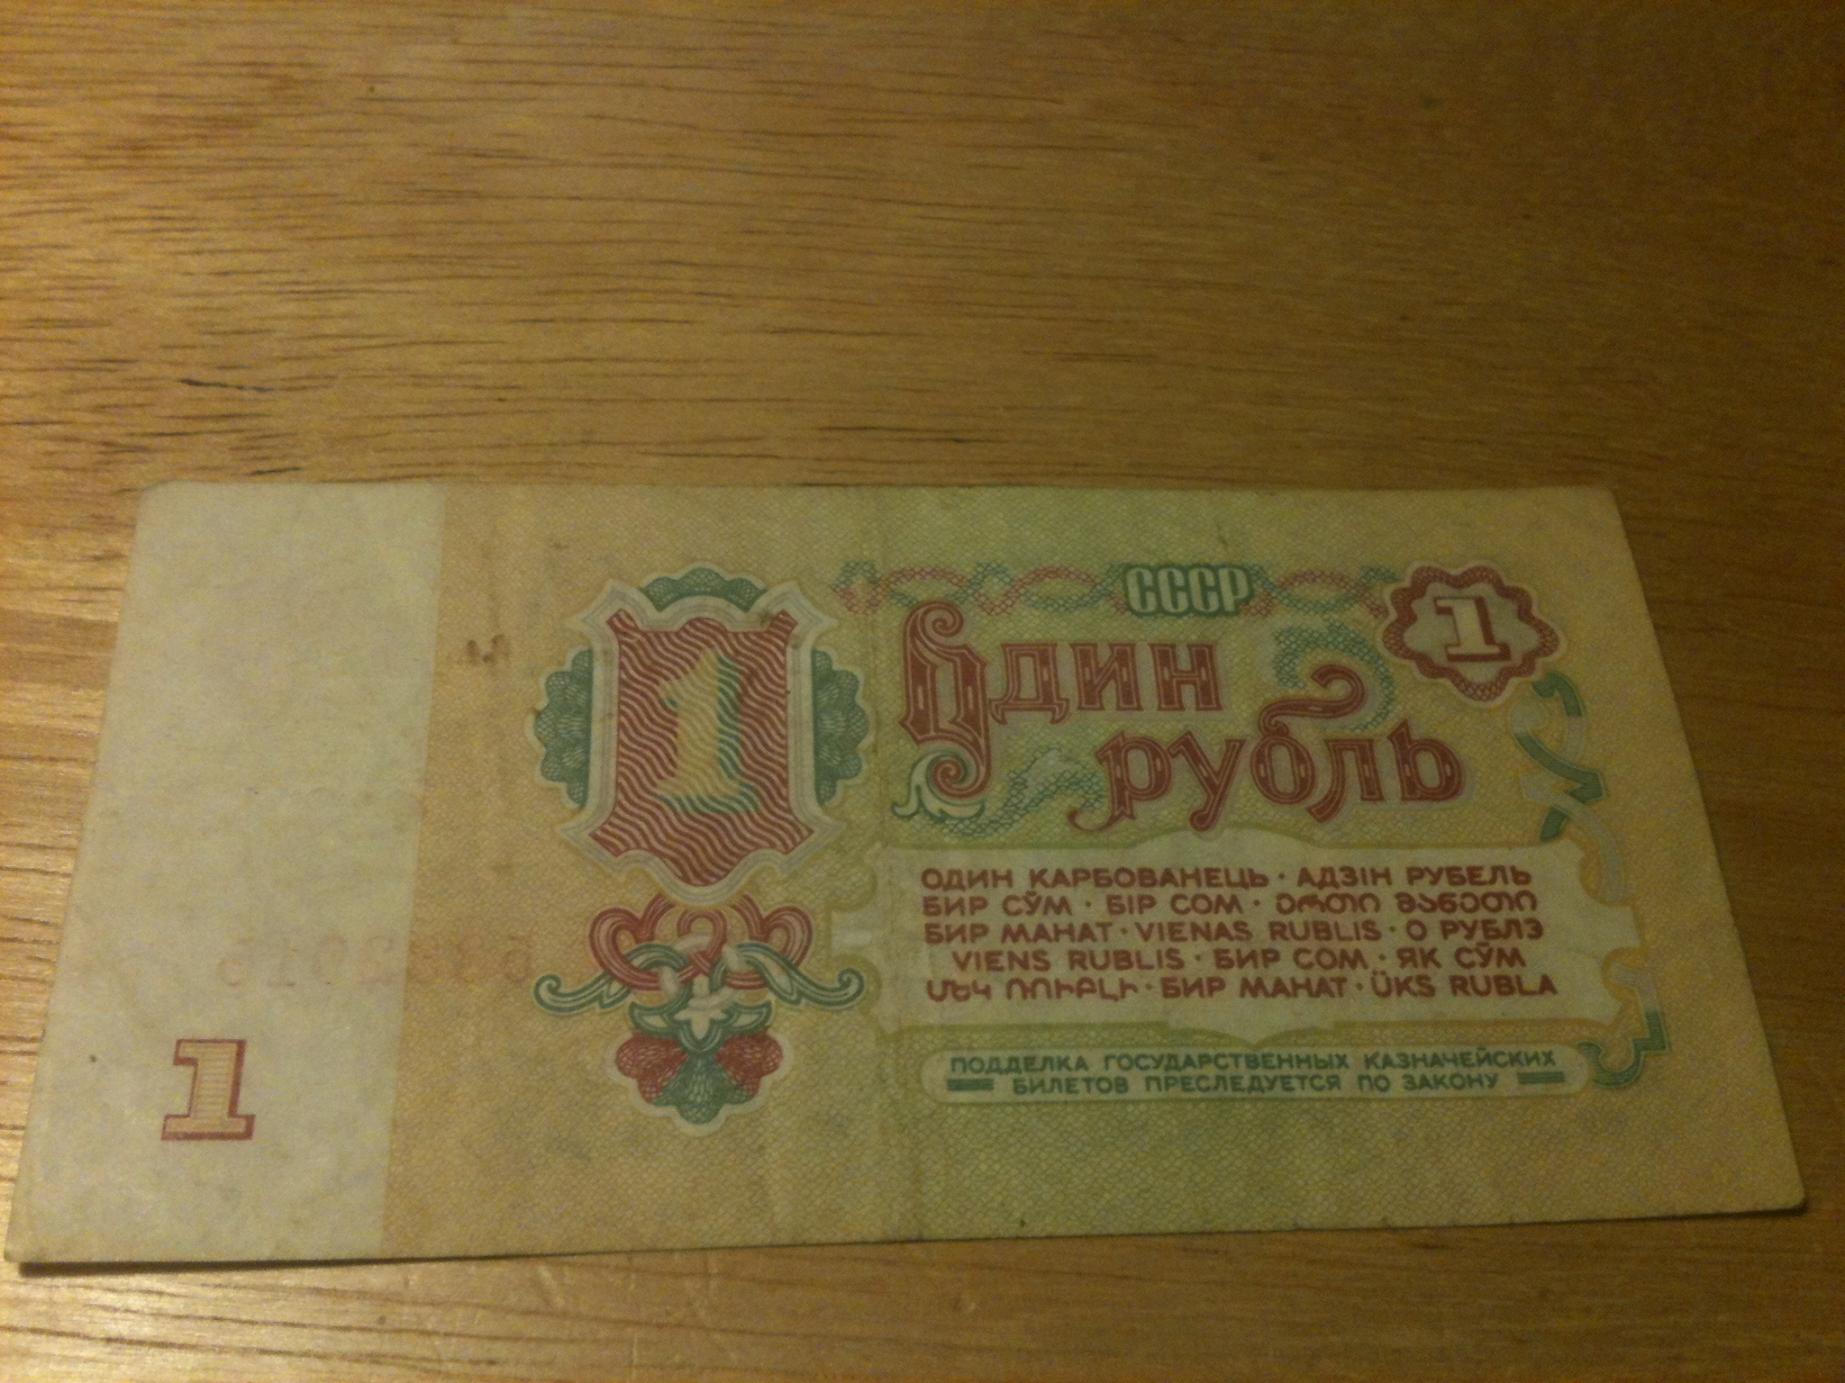 СССР
1
Один
рубль
1
ОДИН КАРБОВАНЕЦЬ · АДЗІН РУБЕЛЬ
БИР СЎМ · БІР СОМ · ᲔᲠᲗᲘ ᲛᲐᲜᲔᲗᲘ
БИР МАНАТ · VIENAS RUBLIS · О РУБЛЭ
VIENS RUBLIS · БИР СОМ · ЯК СӮМ
ՄԵԿ ՌՈՒԲԼԻ · БИР МАНАТ · ÜKS RUBLA
ПОДДЕЛКА ГОСУДАРСТВЕННЫХ КАЗНАЧЕЙСКИХ
БИЛЕТОВ ПРЕСЛЕДУЕТСЯ ПО ЗАКОНУ
1